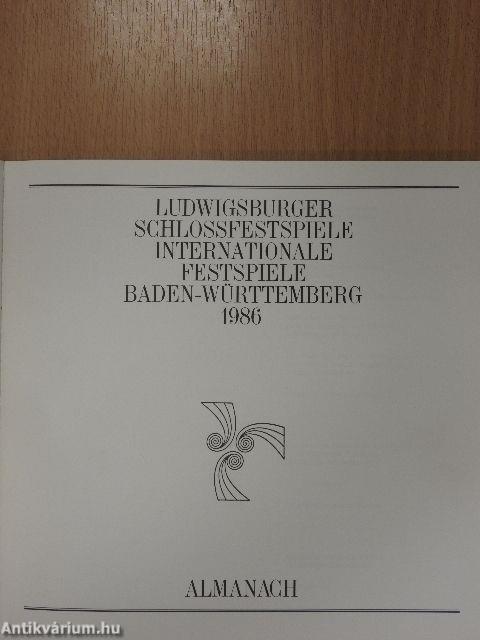 LUDWIGSBURGER
SCHLOSSFESTSPIELE
INTERNATIONALE
FESTSPIELE
BADEN-WÜRTTEMBERG
1986
ALMANACH
Antikvárium.hu